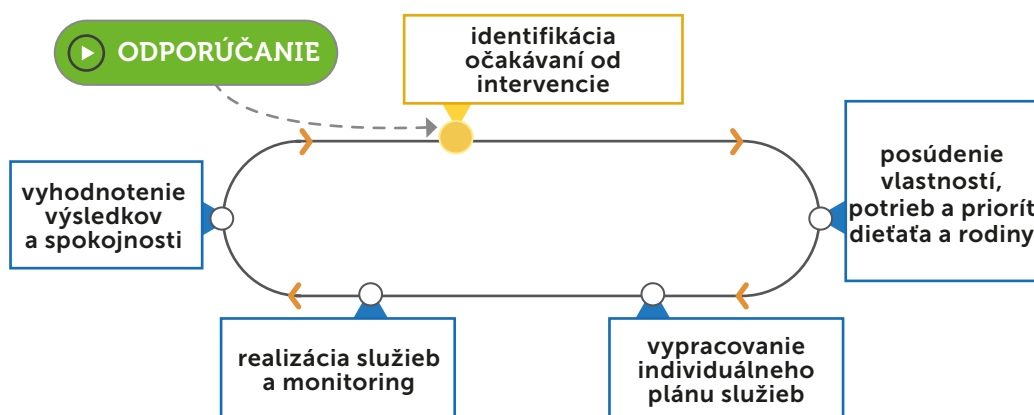 ODPORÚČANIE
identifikácia
očakávaní od
intervencie
posúdenie
vlastností,
potrieb a priorít
dieťaťa a rodiny
vypracovanie
individuálneho
plánu služieb
realizácia služieb
a monitoring
vyhodnotenie
výsledkov
a spokojnosti